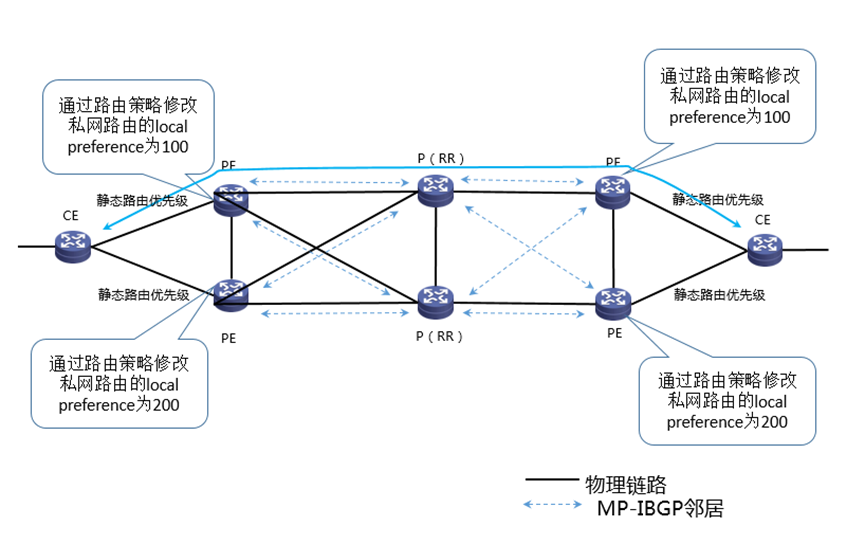 通过路由策略修改
私网路由的local
preference为100
通过路由策略修改
私网路由的local
preference为100
PE
P（RR）
PE
静态路由优先级
静态路由优先级
CE
CE
静态路由优先级
静态路由优先级
PE
P（RR）
PE
通过路由策略修改
私网路由的local
preference为200
通过路由策略修改
私网路由的local
preference为200
物理链路
MP-IBGP邻居